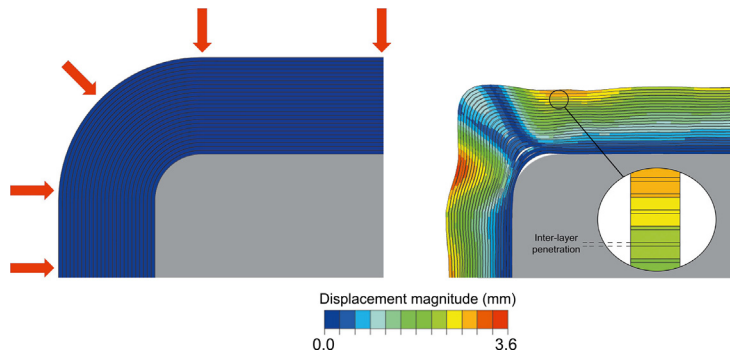 Inter-layer
penetration
Displacement magnitude (mm)
0.0
3.6